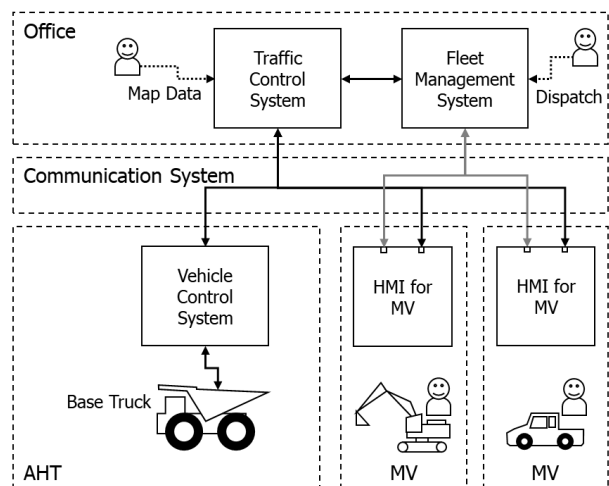 Office
Traffic
Control
System
Fleet
Management
System
Map Data
Dispatch
Communication System
Vehicle
Control
System
HMI for
MV
HMI for
MV
Base Truck
AHT
MV
MV